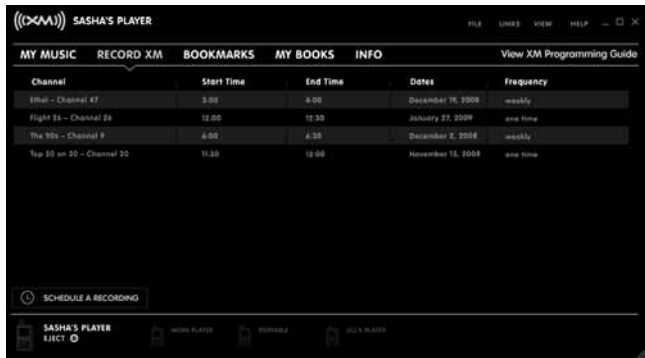 ((XM)) SASHA'S PLAYER FILE LINKS VIEW HELP
MY MUSIC RECORD XM BOOKMARKS MY BOOKS INFO View XM Programming Guide
Channel Start Time End Time Dates Frequency
Ethel – Channel 47 3:00 4:00 December 19, 2008 weekly
Flight 26 – Channel 26 12:00 12:30 January 27, 2009 one time
The 90s – Channel 9 6:00 6:30 December 2, 2008 weekly
Top 20 on 20 – Channel 20 11:30 12:00 November 13, 2008 one time
SCHEDULE A RECORDING
SASHA'S PLAYER WORK PLAYER PORTABLE JILL'S PLAYER
EJECT